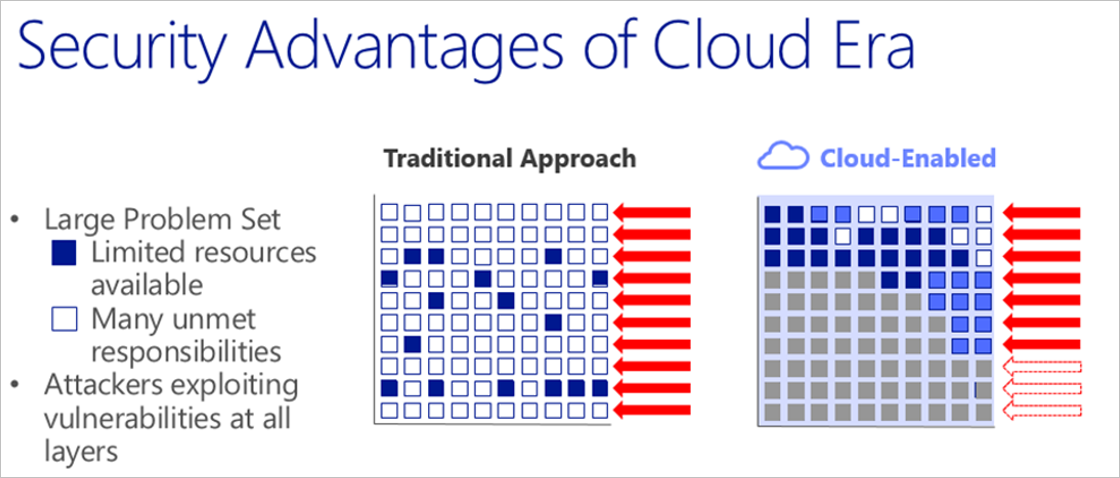 Security Advantages of Cloud Era
Traditional Approach
Cloud-Enabled
• Large Problem Set
Limited resources
available
Many unmet
responsibilities
• Attackers exploiting
vulnerabilities at all
layers